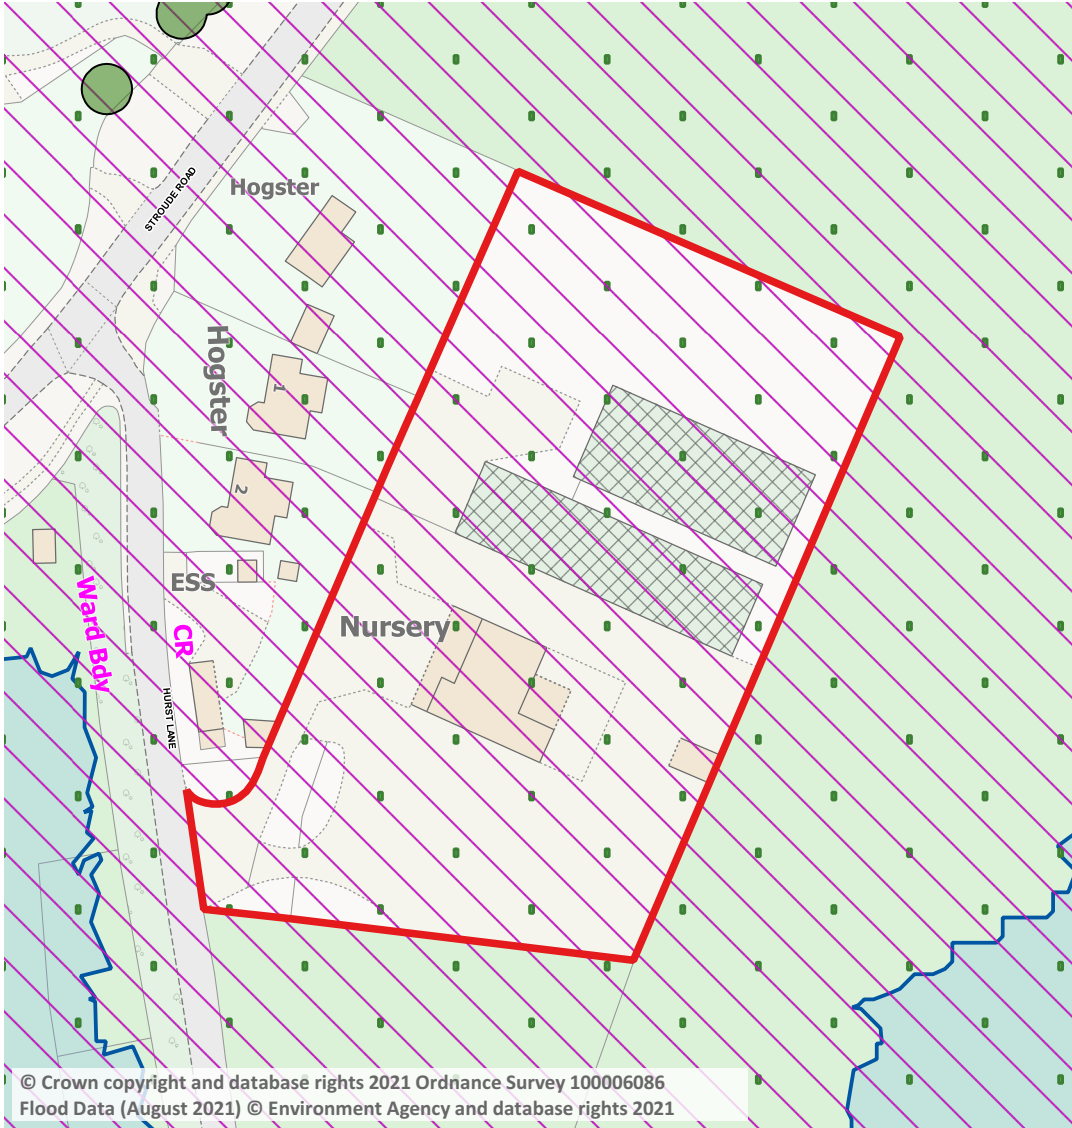 STROUDE ROAD
Hogster
Hogster
1
2
ESS
Nursery
Ward Bdy
CR
HURST LANE
© Crown copyright and database rights 2021 Ordnance Survey 100006086
Flood Data (August 2021) © Environment Agency and database rights 2021